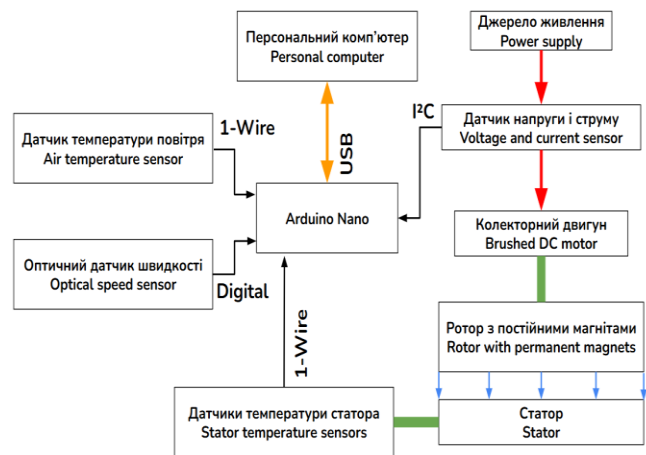 Персональний комп'ютер
Personal computer
Джерело живлення
Power supply
I²C
Датчик напруги і струму
Voltage and current sensor
1-Wire
Датчик температури повітря
Air temperature sensor
USB
Arduino Nano
Колекторний двигун
Brushed DC motor
Оптичний датчик швидкості
Optical speed sensor
Digital
1-Wire
Ротор з постійними магнітами
Rotor with permanent magnets
Датчики температури статора
Stator temperature sensors
Статор
Stator